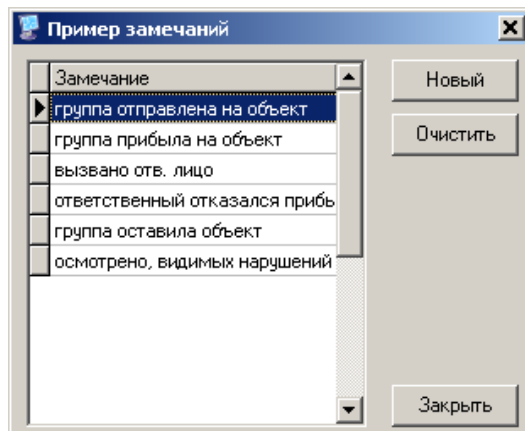 Пример замечаний
Замечание
группа отправлена на объект
группа прибыла на объект
вызвано отв. лицо
ответственный отказался прибь
группа оставила объект
осмотрено, видимых нарушений
Новый
Очистить
Закрыть